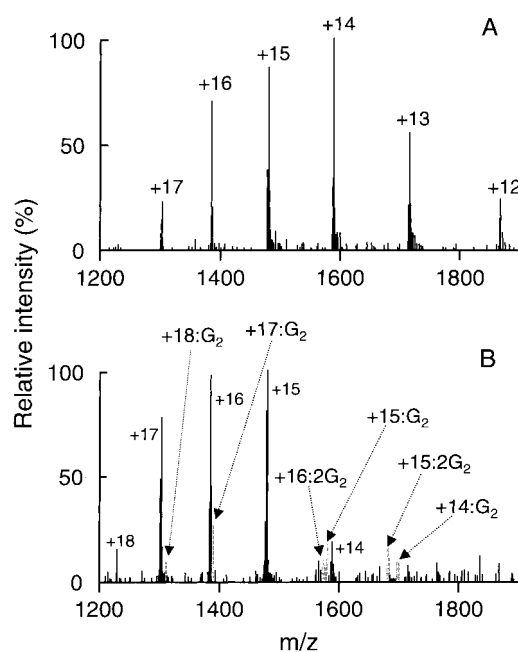 A
Relative intensity (%)
100
50
0
+17
+16
+15
+14
+13
+12
1200 1400 1600 1800
B
+18:G₂
+17:G₂
100
50
0
+18
+17
+16
+15
+16:2G₂
+15:G₂
+14
+15:2G₂
+14:G₂
1200 1400 1600 1800
m/z